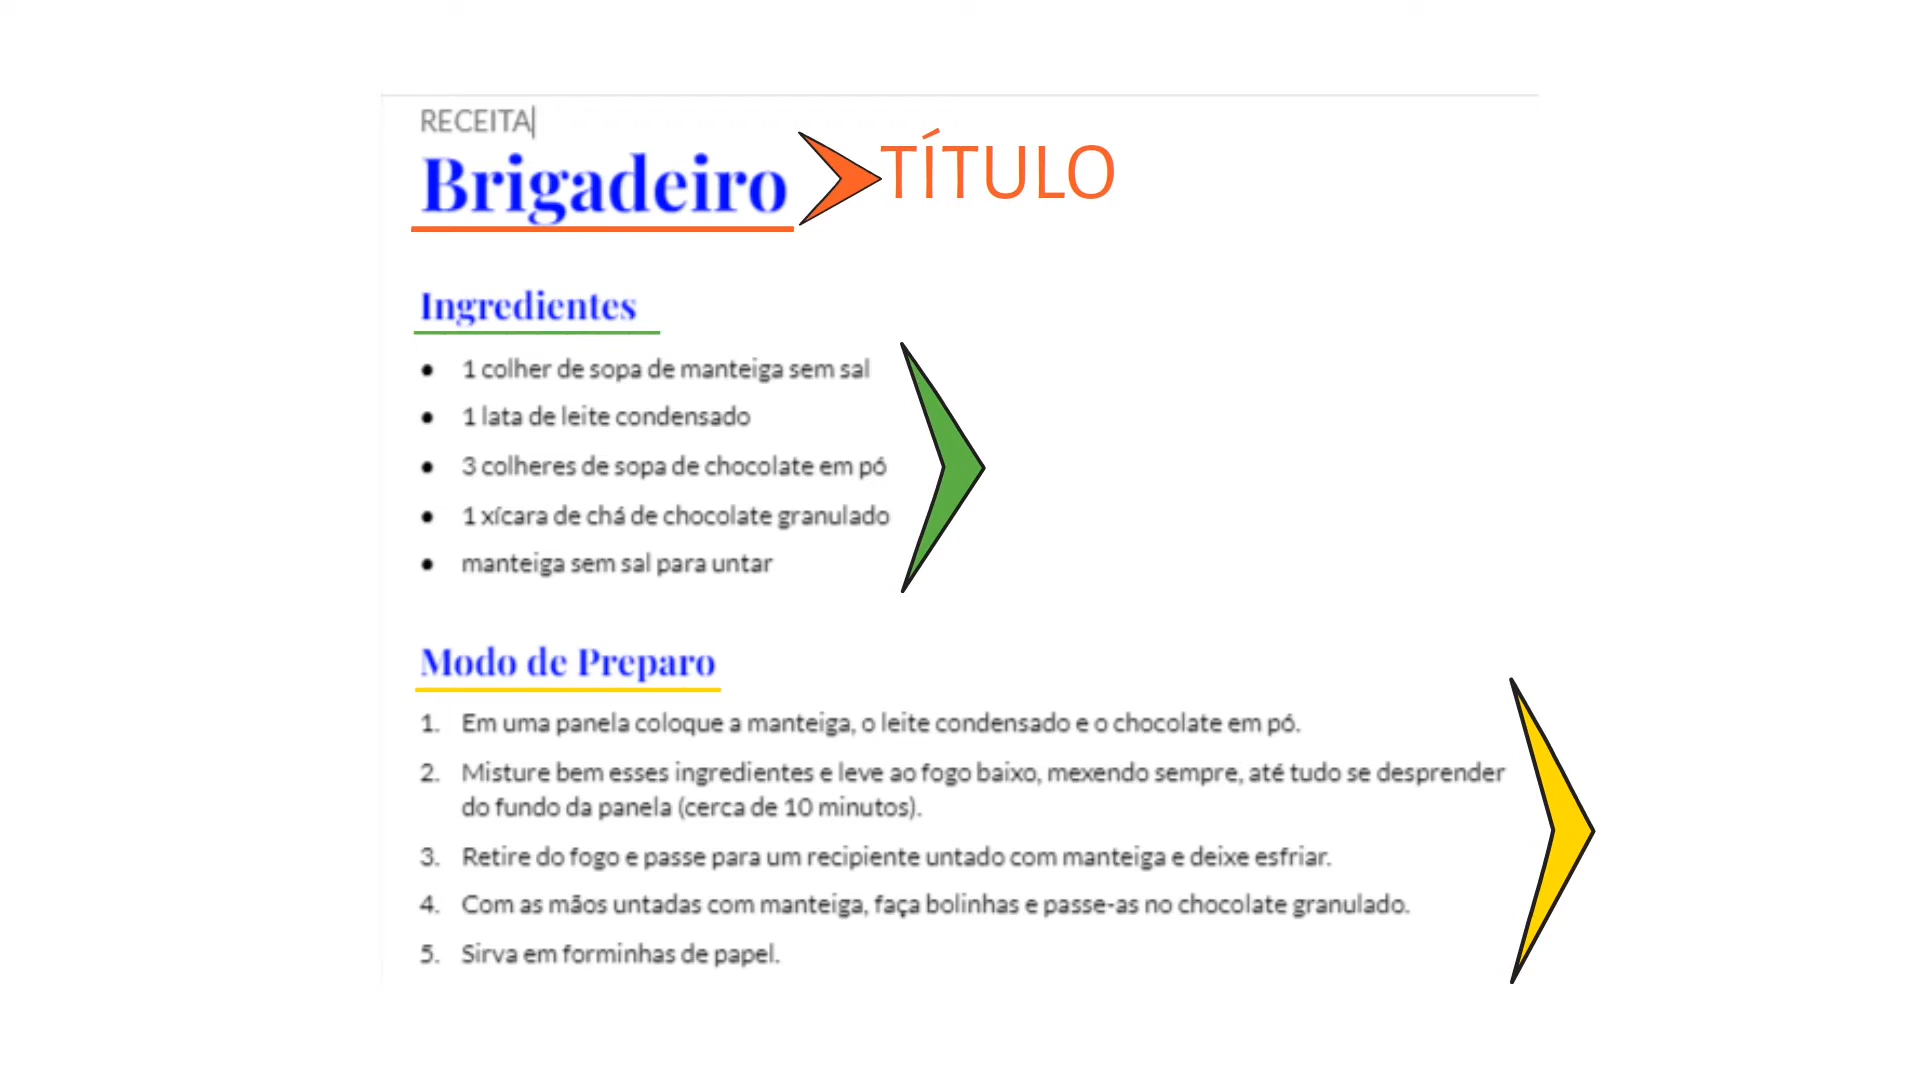 RECEITA
Brigadeiro
TÍTULO
Ingredientes
● 1 colher de sopa de manteiga sem sal
● 1 lata de leite condensado
● 3 colheres de sopa de chocolate em pó
● 1 xícara de chá de chocolate granulado
● manteiga sem sal para untar
Modo de Preparo
1. Em uma panela coloque a manteiga, o leite condensado e o chocolate em pó.
2. Misture bem esses ingredientes e leve ao fogo baixo, mexendo sempre, até tudo se desprender
do fundo da panela (cerca de 10 minutos).
3. Retire do fogo e passe para um recipiente untado com manteiga e deixe esfriar.
4. Com as mãos untadas com manteiga, faça bolinhas e passe-as no chocolate granulado.
5. Sirva em forminhas de papel.